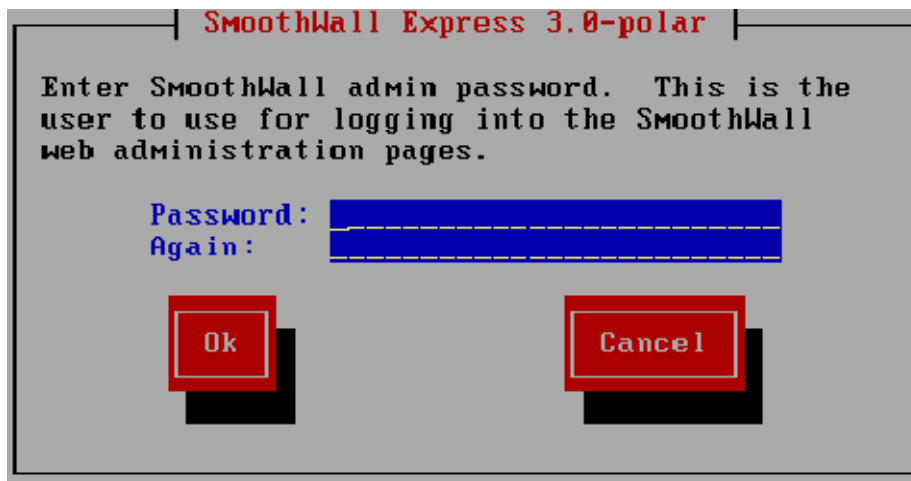 SmoothWall Express 3.0-polar
Enter SmoothWall admin password.  This is the
user to use for logging into the SmoothWall
web administration pages.
Password:
Again:
Ok
Cancel